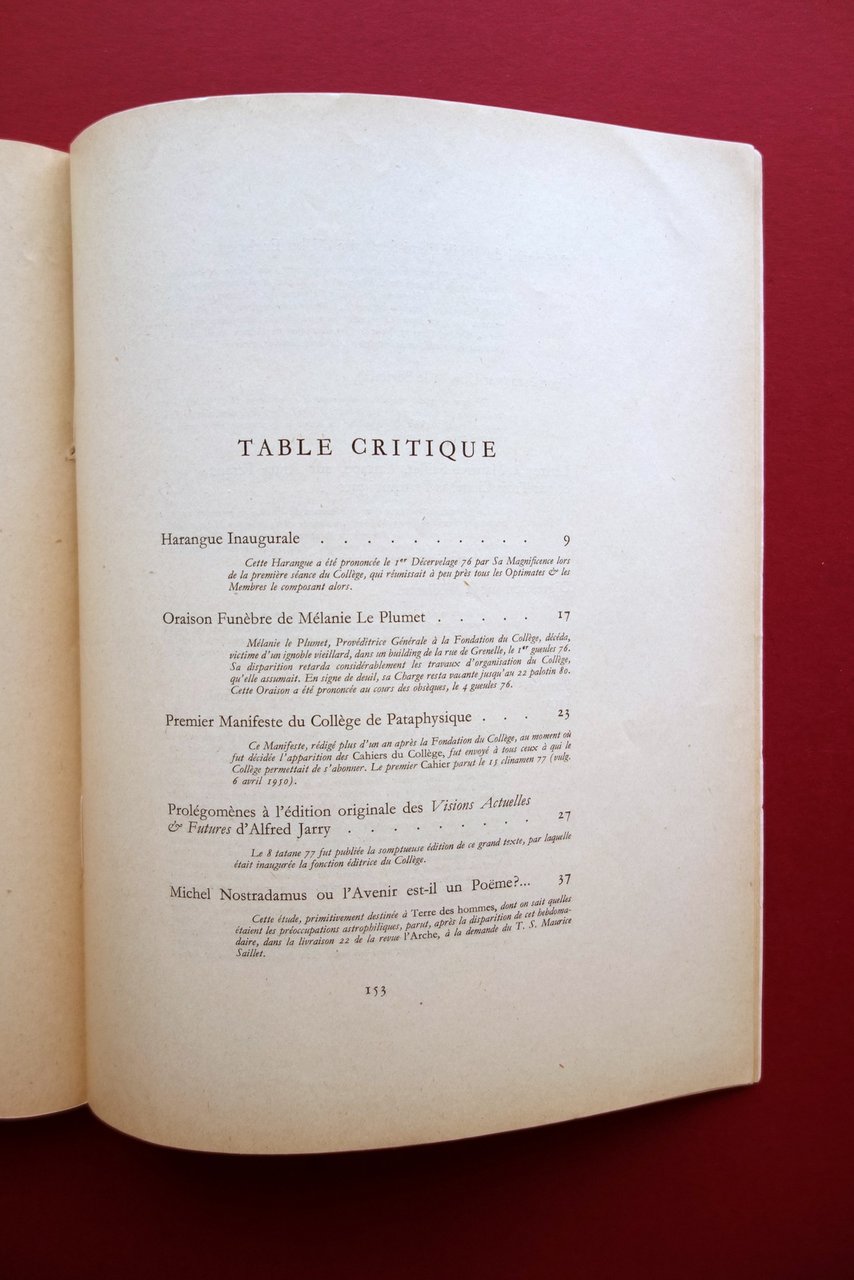 TABLE CRITIQUE
Harangue Inaugurale . . . . . . . . . . 9
Cette Harangue a été prononcée le 1er Décervelage 76 par Sa Magnificence lors
de la première séance du Collège, qui réunissait à peu près tous les Optimates & les
Membres le composant alors.
Oraison Funèbre de Mélanie Le Plumet . . . . . 17
Mélanie le Plumet, Provéditrice Générale à la Fondation du Collège, décéda,
victime d'un ignoble vieillard, dans un building de la rue de Grenelle, le 1er gueules 76.
Sa disparition retarda considérablement les travaux d'organisation du Collège,
qu'elle assumait. En signe de deuil, sa Charge resta vacante jusqu'au 22 palotin 80.
Cette Oraison a été prononcée au cours des obsèques, le 4 gueules 76.
Premier Manifeste du Collège de Pataphysique . . . 23
Ce Manifeste, rédigé plus d'un an après la Fondation du Collège, au moment où
fut décidée l'apparition des Cahiers du Collège, fut envoyé à tous ceux à qui le
Collège permettait de s'abonner. Le premier Cahier parut le 15 clinamen 77 (vulg.
6 avril 1950).
Prolégomènes à l'édition originale des Visions Actuelles
& Futures d'Alfred Jarry . . . . . . . . . 27
Le 8 tatane 77 fut publiée la somptueuse édition de ce grand texte, par laquelle
était inaugurée la fonction éditrice du Collège.
Michel Nostradamus ou l'Avenir est-il un Poëme?... 37
Cette étude, primitivement destinée à Terre des hommes, dont on sait quelles
étaient les préoccupations astrophiliques, parut, après la disparition de cet hebdoma-
daire, dans la livraison 22 de la revue l'Arche, à la demande du T. S. Maurice
Saillet.
153